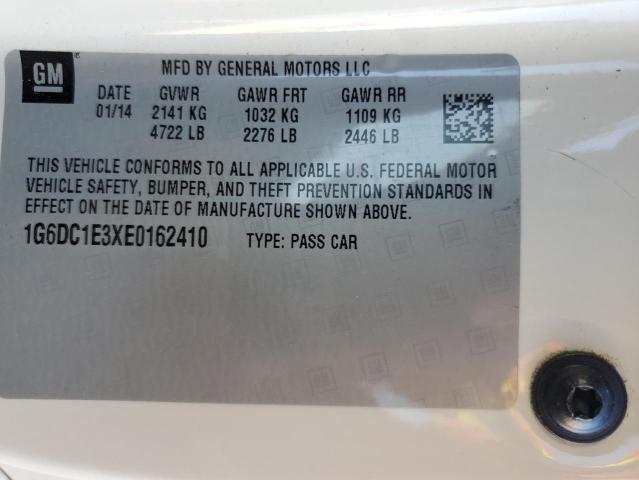 GM ®
MFD BY GENERAL MOTORS LLC
DATE GVWR GAWR FRT GAWR RR
01/14 2141 KG 1032 KG 1109 KG
4722 LB 2276 LB 2446 LB
THIS VEHICLE CONFORMS TO ALL APPLICABLE U.S. FEDERAL MOTOR
VEHICLE SAFETY, BUMPER, AND THEFT PREVENTION STANDARDS IN
EFFECT ON THE DATE OF MANUFACTURE SHOWN ABOVE.
1G6DC1E3XE0162410 TYPE: PASS CAR